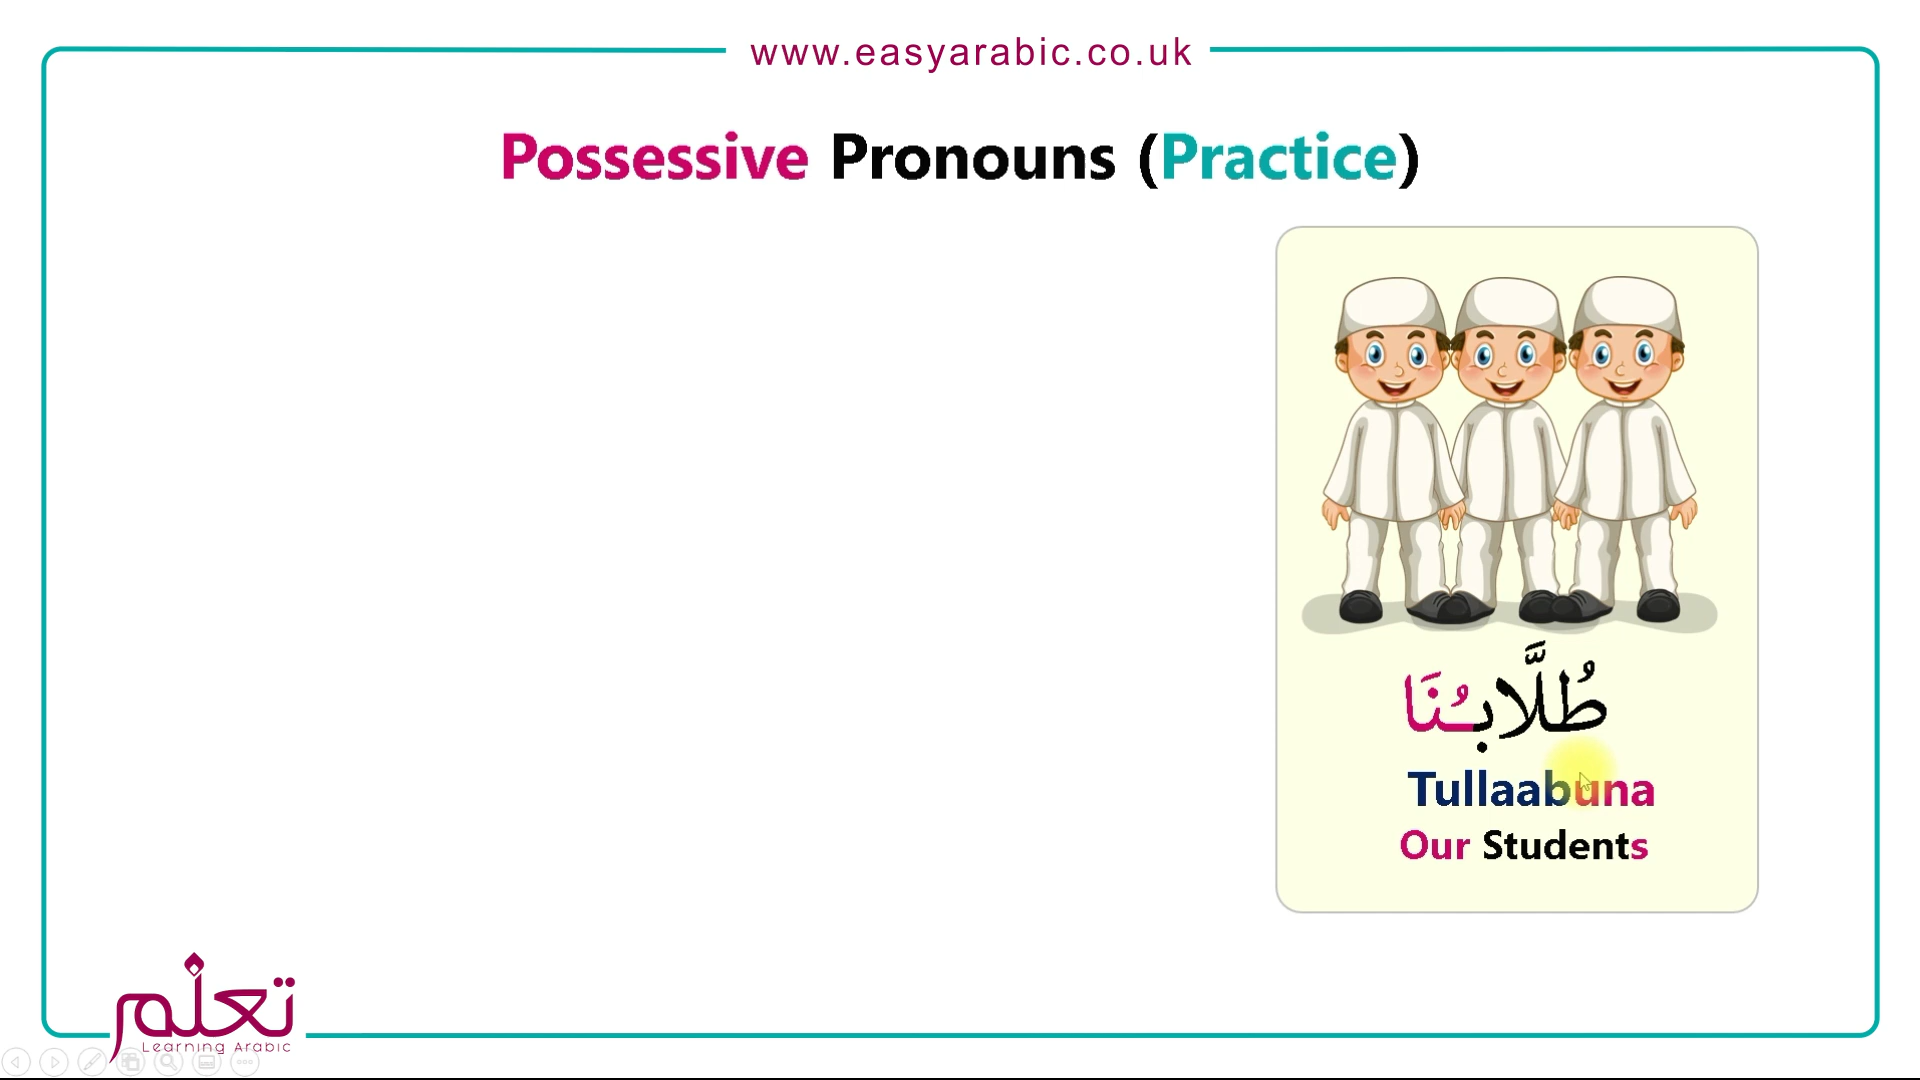 www.easyarabic.co.uk
Possessive Pronouns (Practice)
طُلَّابُنَا
Tullaabuna
Our Students
تعلم
Learning Arabic